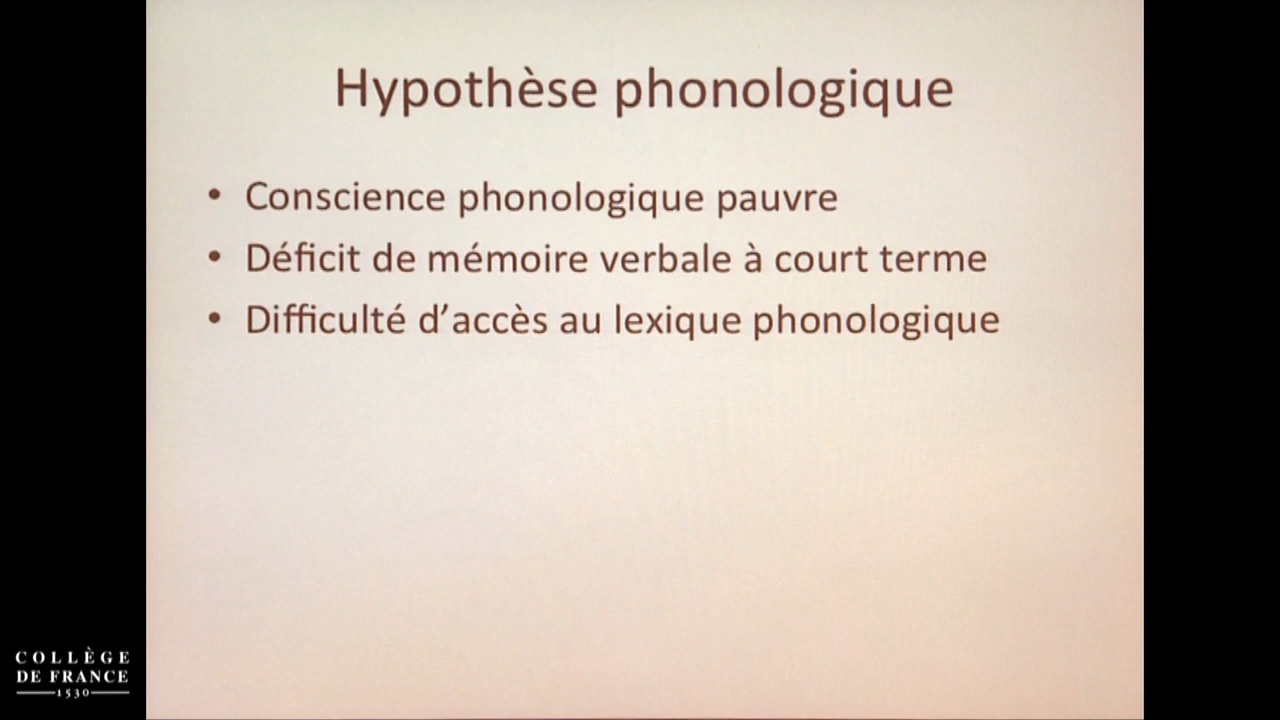 Hypothèse phonologique
• Conscience phonologique pauvre
• Déficit de mémoire verbale à court terme
• Difficulté d’accès au lexique phonologique
COLLÈGE
DE FRANCE
1530